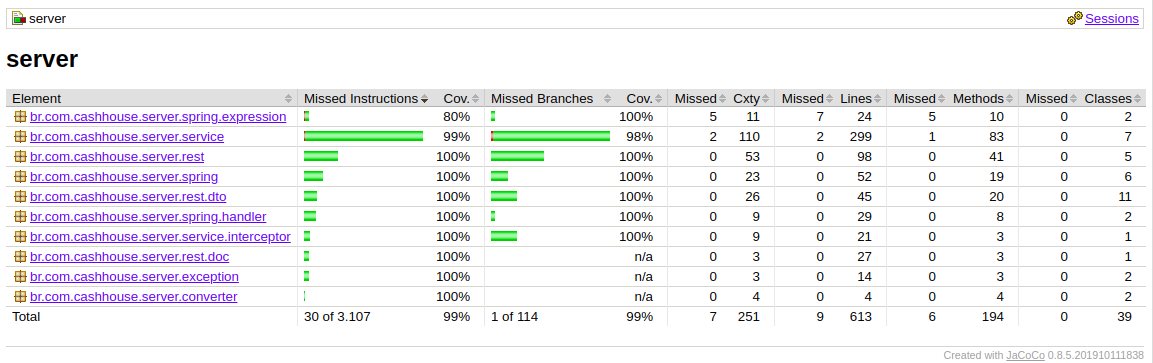 server Sessions
server
Element Missed Instructions Cov. Missed Branches Cov. Missed Cxty Missed Lines Missed Methods Missed Classes
br.com.cashhouse.server.spring.expression 80% 100% 5 11 7 24 5 10 0 2
br.com.cashhouse.server.service 99% 98% 2 110 2 299 1 83 0 7
br.com.cashhouse.server.rest 100% 100% 0 53 0 98 0 41 0 5
br.com.cashhouse.server.spring 100% 100% 0 23 0 52 0 19 0 6
br.com.cashhouse.server.rest.dto 100% 100% 0 26 0 45 0 20 0 11
br.com.cashhouse.server.spring.handler 100% 100% 0 9 0 29 0 8 0 2
br.com.cashhouse.server.service.interceptor 100% 100% 0 9 0 21 0 3 0 1
br.com.cashhouse.server.rest.doc 100% n/a 0 3 0 27 0 3 0 1
br.com.cashhouse.server.exception 100% n/a 0 3 0 14 0 3 0 2
br.com.cashhouse.server.converter 100% n/a 0 4 0 4 0 4 0 2
Total 30 of 3.107 99% 1 of 114 99% 7 251 9 613 6 194 0 39
Created with JaCoCo 0.8.5.201910111838